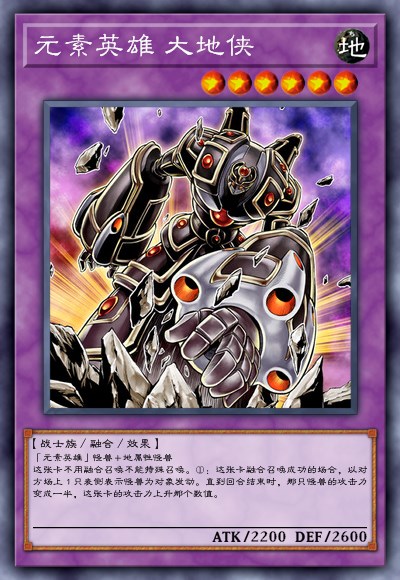 元素英雄 大地侠
地
【战士族／融合／效果】
「元素英雄」怪兽＋地属性怪兽
这张卡不用融合召唤不能特殊召唤。①：这张卡融合召唤成功的场合，以对
方场上１只表侧表示怪兽为对象发动。直到回合结束时，那只怪兽的攻击力
变成一半，这张卡的攻击力上升那个数值。
ATK/2200 DEF/2600